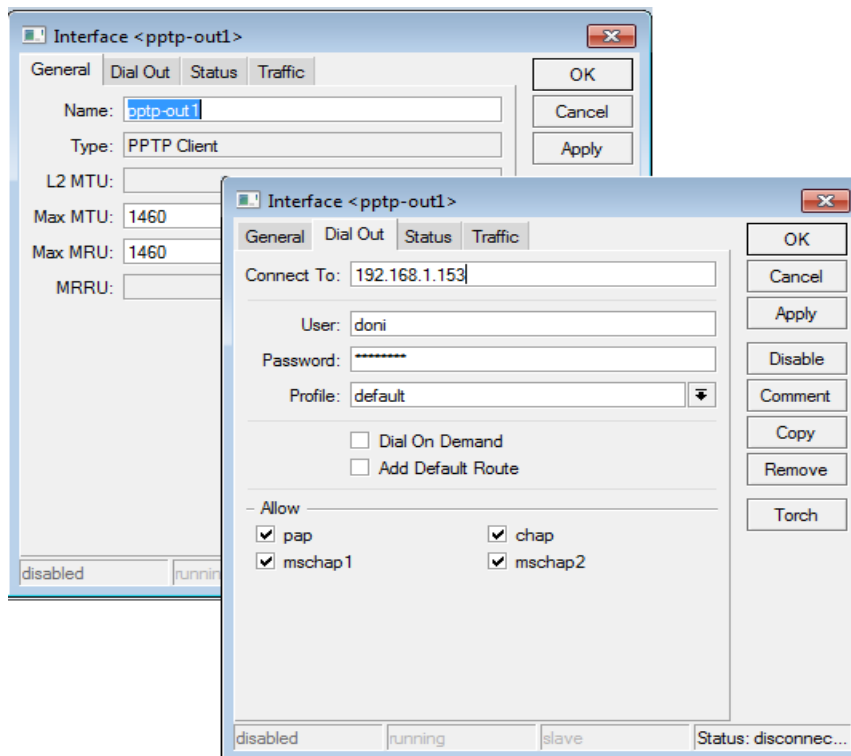 Interface <pptp-out1>
General Dial Out Status Traffic
OK
Name: pptp-out1
Cancel
Type: PPTP Client
Apply
L2 MTU:
Max MTU: 1460
Max MRU: 1460
MRRU:
disabled
Interface <pptp-out1>
General Dial Out Status Traffic
OK
Connect To: 192.168.1.153
Cancel
User: doni
Apply
Password: ********
Disable
Profile: default
Comment
Dial On Demand
Copy
Add Default Route
Remove
Allow
Torch
pap chap
mschap1 mschap2
disabled running slave Status: disconnec...